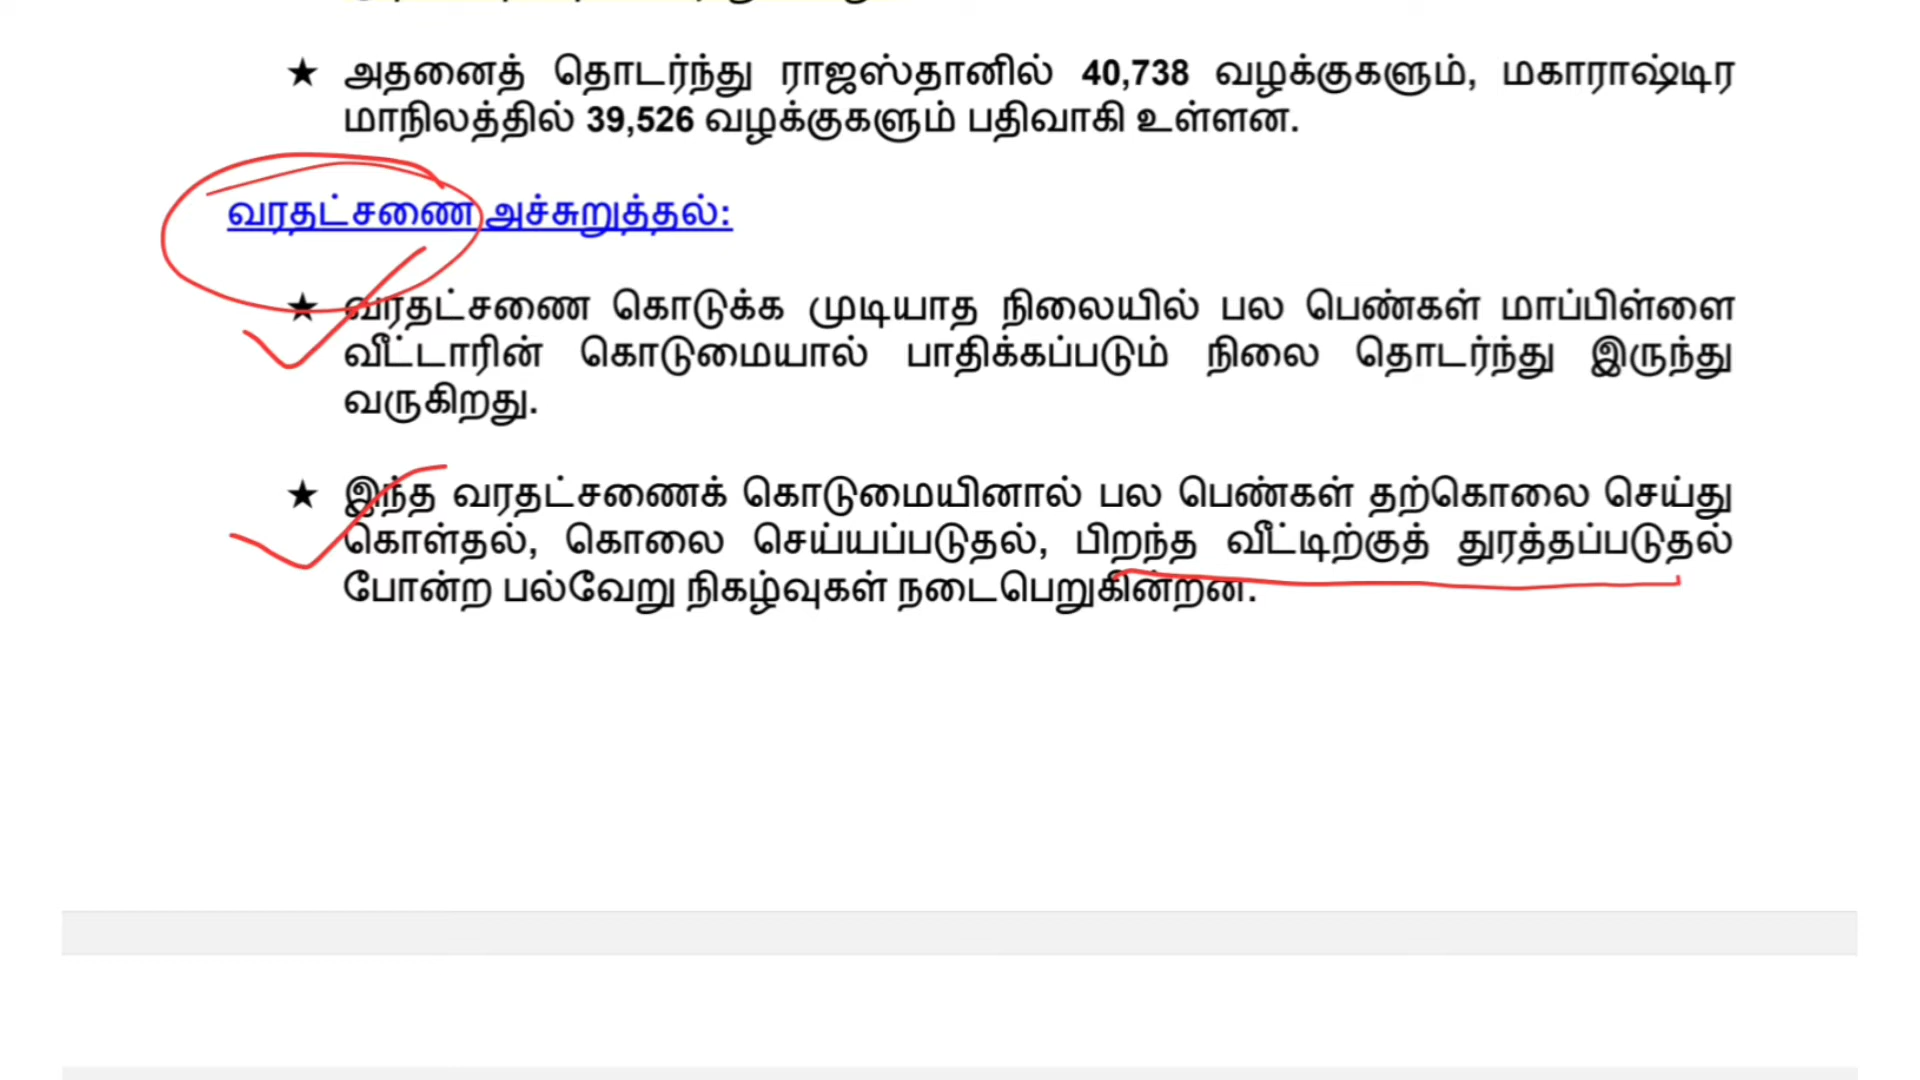 ★ அதனைத் தொடர்ந்து ராஜஸ்தானில் 40,738 வழக்குகளும், மகாராஷ்டிர
மாநிலத்தில் 39,526 வழக்குகளும் பதிவாகி உள்ளன.
வரதட்சணை அச்சுறுத்தல்:
★ வரதட்சணை கொடுக்க முடியாத நிலையில் பல பெண்கள் மாப்பிள்ளை
வீட்டாரின் கொடுமையால் பாதிக்கப்படும் நிலை தொடர்ந்து இருந்து
வருகிறது.
★ இந்த வரதட்சணைக் கொடுமையினால் பல பெண்கள் தற்கொலை செய்து
கொள்தல், கொலை செய்யப்படுதல், பிறந்த வீட்டிற்குத் துரத்தப்படுதல்
போன்ற பல்வேறு நிகழ்வுகள் நடைபெறுகின்றன.